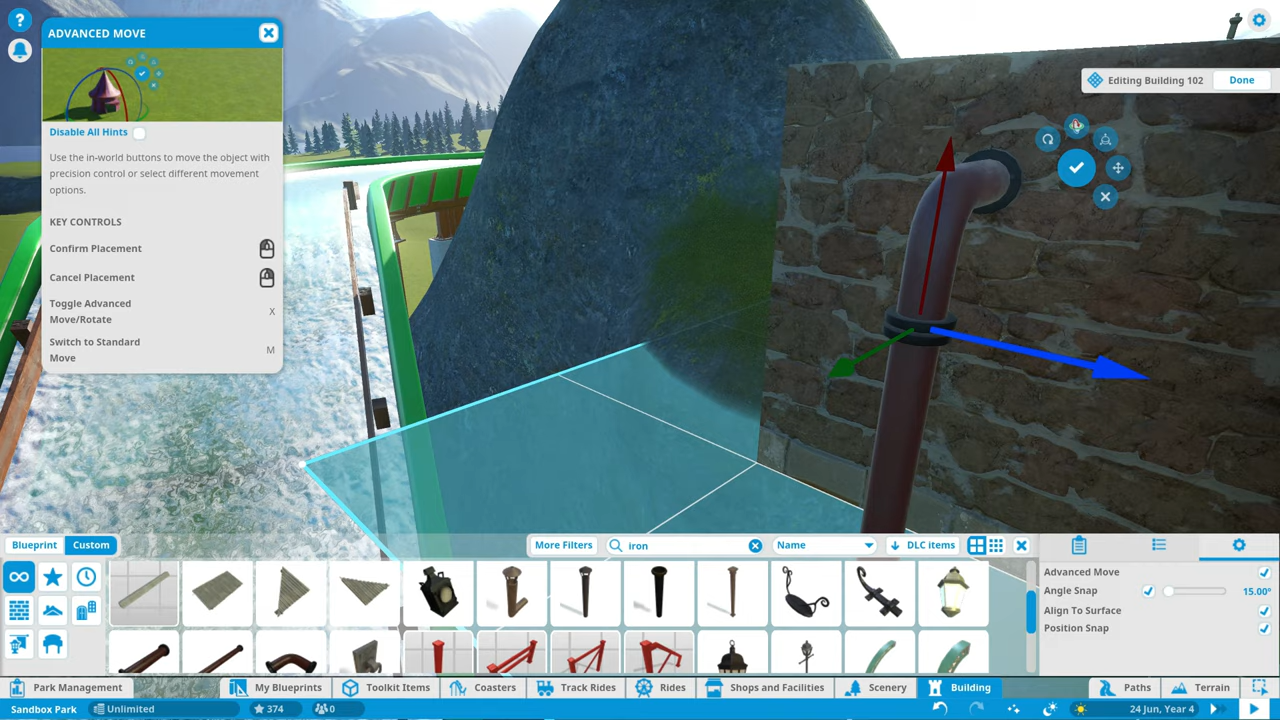 ?
ADVANCED MOVE
Disable All Hints
Use the in-world buttons to move the object with
precision control or select different movement
options.
KEY CONTROLS
Confirm Placement
Cancel Placement
Toggle Advanced
Move/Rotate
X
Switch to Standard
Move
M
Editing Building 102
Done
Blueprint
Custom
More Filters
iron
Name
DLC items
Advanced Move
Angle Snap
15.00°
Align To Surface
Position Snap
Park Management
My Blueprints
Toolkit Items
Coasters
Track Rides
Rides
Shops and Facilities
Scenery
Building
Paths
Terrain
Sandbox Park
Unlimited
374
0
24 Jun, Year 4